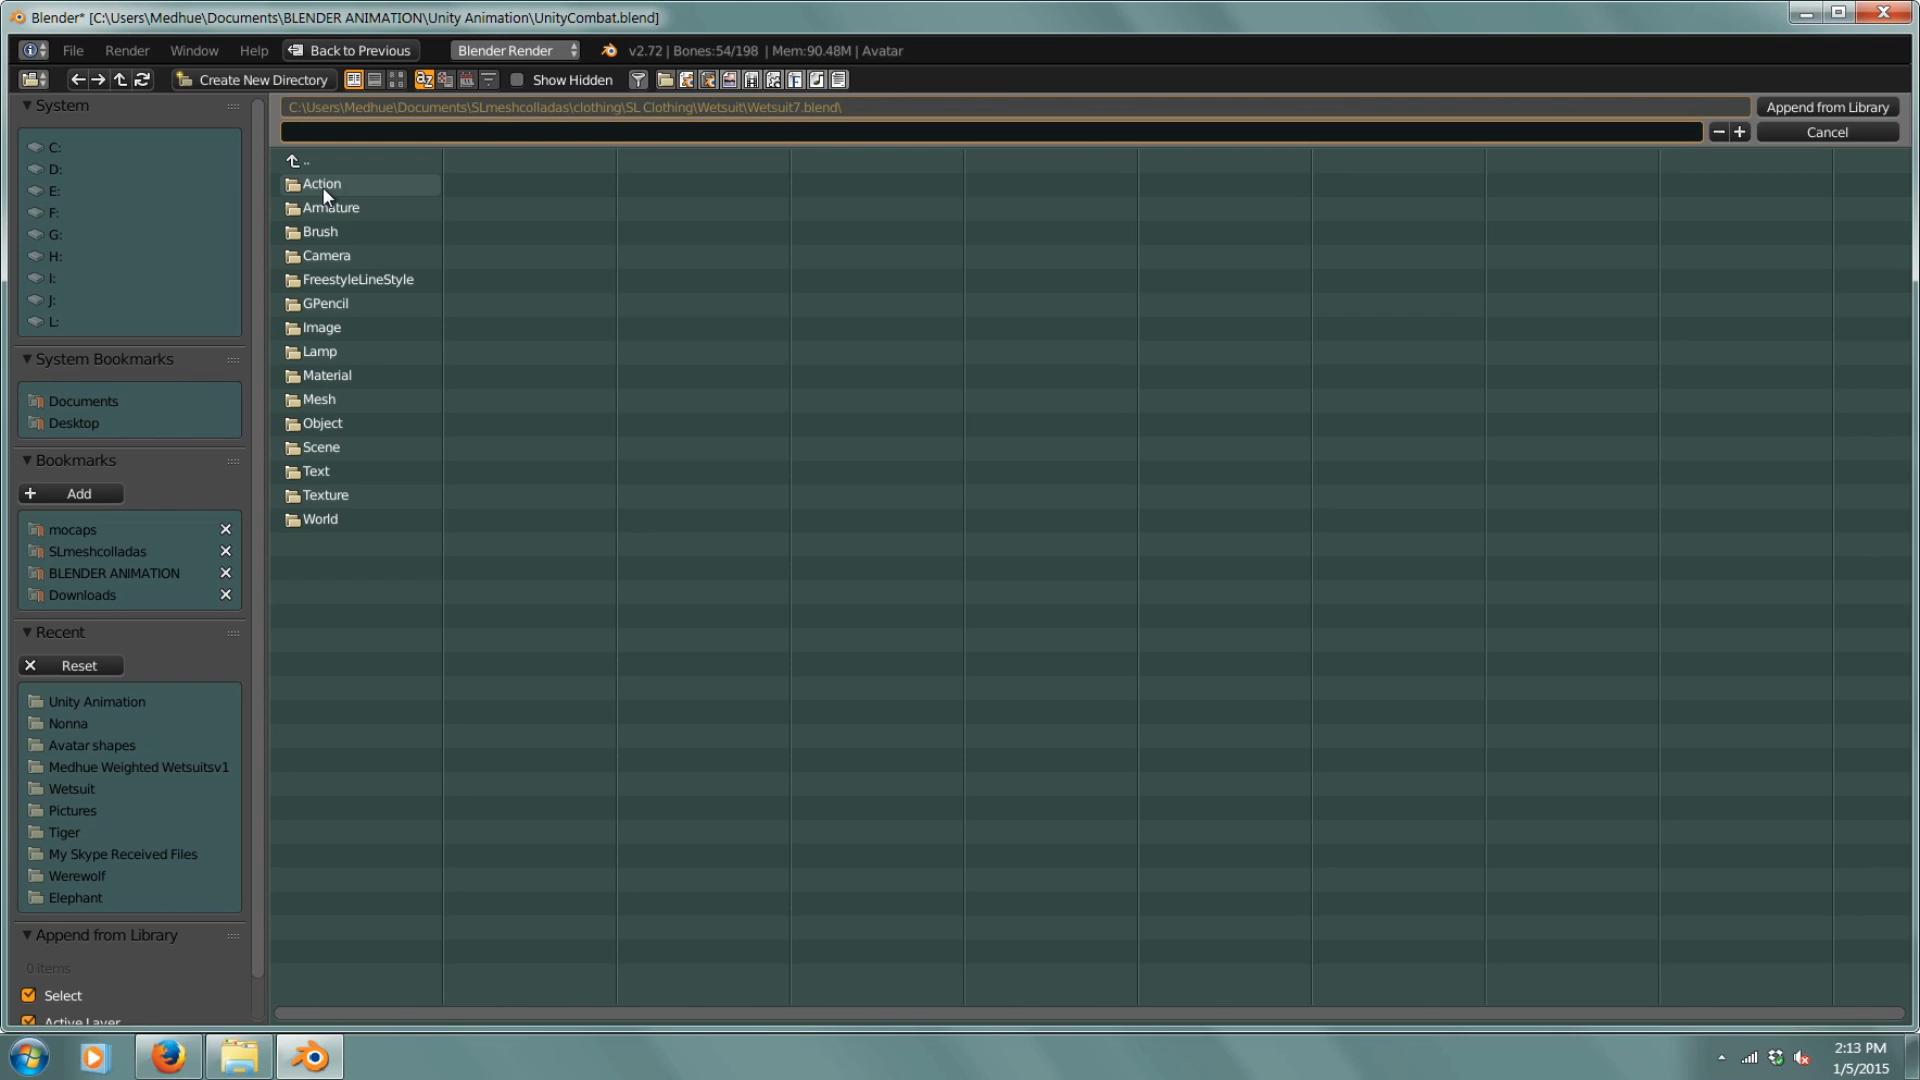 Blender* [C:\Users\Medhue\Documents\BLENDER ANIMATION\Unity Animation\UnityCombat.blend]
File Render Window Help Back to Previous Blender Render v2.72 | Bones:54/198 | Mem:90.48M | Avatar
Create New Directory Show Hidden
System
C:\Users\Medhue\Documents\SLmeshcolladas\clothing\SL Clothing\Wetsuit\Wetsuit7.blend\ Append from Library
Cancel
C:
D:
E:
F:
G:
H:
I:
J:
L:
System Bookmarks
Documents
Desktop
Bookmarks
Add
mocaps
SLmeshcolladas
BLENDER ANIMATION
Downloads
Recent
Reset
Unity Animation
Nonna
Avatar shapes
Medhue Weighted Wetsuitsv1
Wetsuit
Pictures
Tiger
My Skype Received Files
Werewolf
Elephant
Append from Library
0 items
Select
Active Layer
..
Action
Armature
Brush
Camera
FreestyleLineStyle
GPencil
Image
Lamp
Material
Mesh
Object
Scene
Text
Texture
World
2:13 PM
1/5/2015